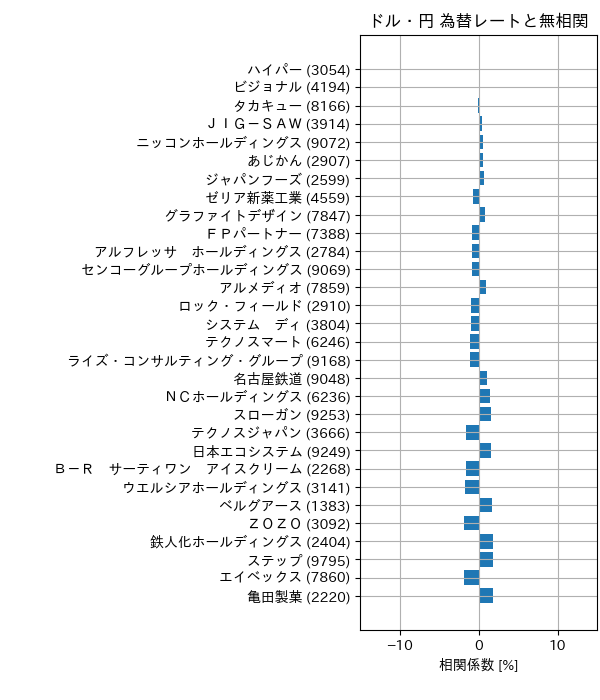 ドル・円 為替レートと無相関
ハイパー (3054)
ビジョナル (4194)
タカキュー (8166)
ＪＩＧ－ＳＡＷ (3914)
ニッコンホールディングス (9072)
あじかん (2907)
ジャパンフーズ (2599)
ゼリア新薬工業 (4559)
グラファイトデザイン (7847)
ＦＰパートナー (7388)
アルフレッサ　ホールディングス (2784)
センコーグループホールディングス (9069)
アルメディオ (7859)
ロック・フィールド (2910)
システム　ディ (3804)
テクノスマート (6246)
ライズ・コンサルティング・グループ (9168)
名古屋鉄道 (9048)
ＮＣホールディングス (6236)
スローガン (9253)
テクノスジャパン (3666)
日本エコシステム (9249)
Ｂ－Ｒ　サーティワン　アイスクリーム (2268)
ウエルシアホールディングス (3141)
ベルグアース (1383)
ＺＯＺＯ (3092)
鉄人化ホールディングス (2404)
ステップ (9795)
エイベックス (7860)
亀田製菓 (2220)
−10 0 10
相関係数 [%]